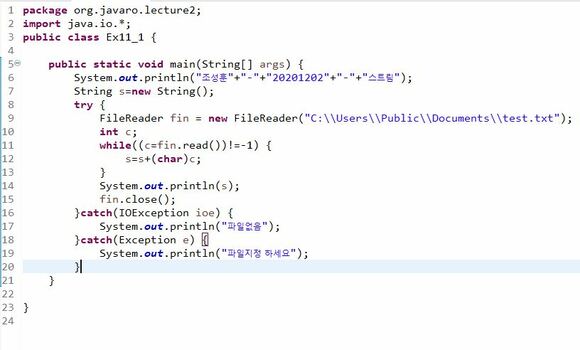 1 package org.javaro.lecture2;
2 import java.io.*;
3 public class Ex11_1 {
4
5 public static void main(String[] args) {
6 System.out.println("조성훈"+"-"+"20201202"+"-"+"스트림");
7 String s=new String();
8 try {
9 FileReader fin = new FileReader("C:\\Users\\Public\\Documents\\test.txt");
10 int c;
11 while((c=fin.read())!=-1) {
12 s=s+(char)c;
13 }
14 System.out.println(s);
15 fin.close();
16 }catch(IOException ioe) {
17 System.out.println("파일없음");
18 }catch(Exception e) {
19 System.out.println("파일지정 하세요");
20 }
21 }
22
23 }
24